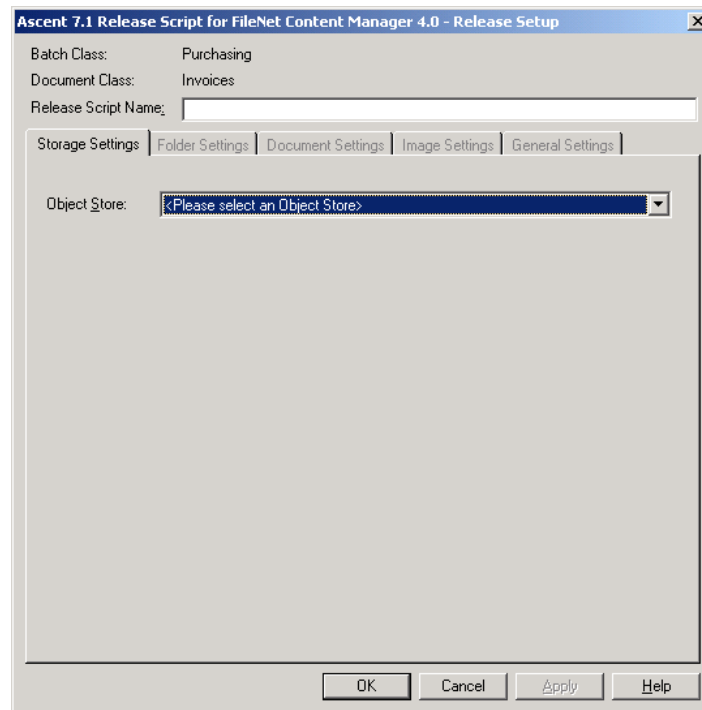 Ascent 7.1 Release Script for FileNet Content Manager 4.0 - Release Setup
Batch Class: Purchasing
Document Class: Invoices
Release Script Name:
Storage Settings Folder Settings Document Settings Image Settings General Settings
Object Store: <Please select an Object Store>
OK Cancel Apply Help